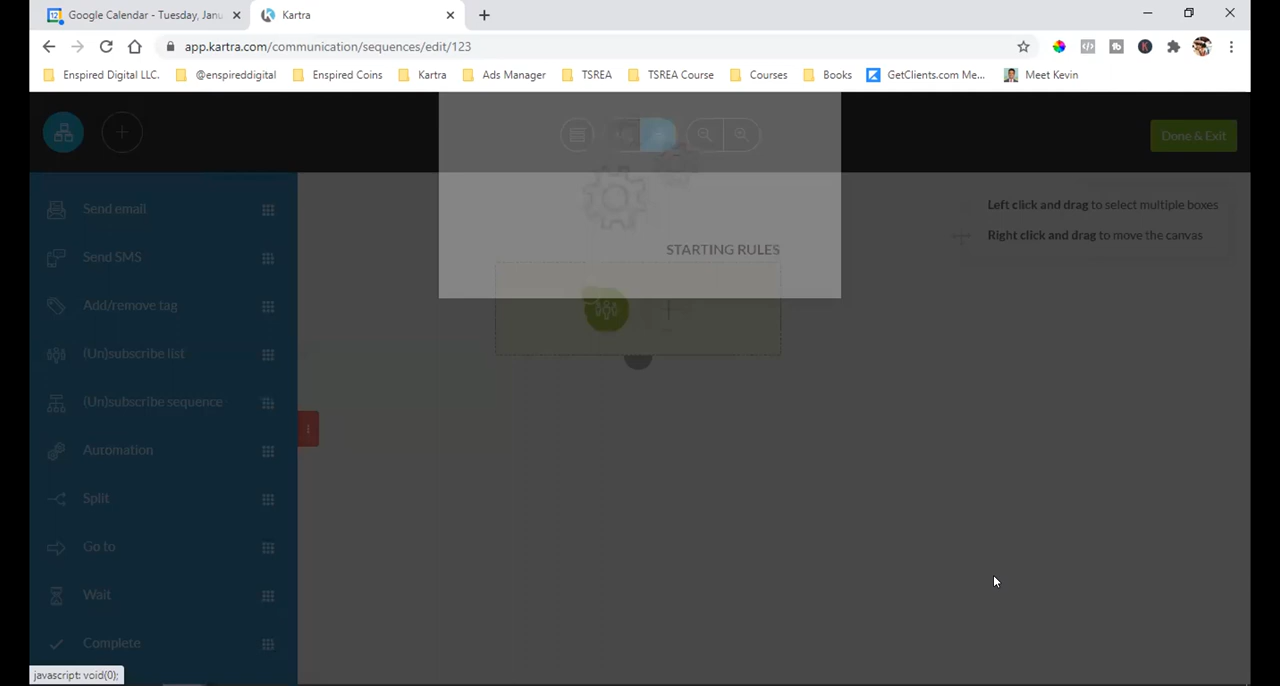 Google Calendar - Tuesday, Janu
Kartra
app.kartra.com/communication/sequences/edit/123
Enspired Digital LLC.
@enspireddigital
Enspired Coins
Kartra
Ads Manager
TSREA
TSREA Course
Courses
Books
GetClients.com Me...
Meet Kevin
Done & Exit
Send email
Send SMS
Add/remove tag
(Un)subscribe list
(Un)subscribe sequence
Automation
Split
Go to
Wait
Complete
STARTING RULES
Left click and drag to select multiple boxes
Right click and drag to move the canvas
javascript: void(0);